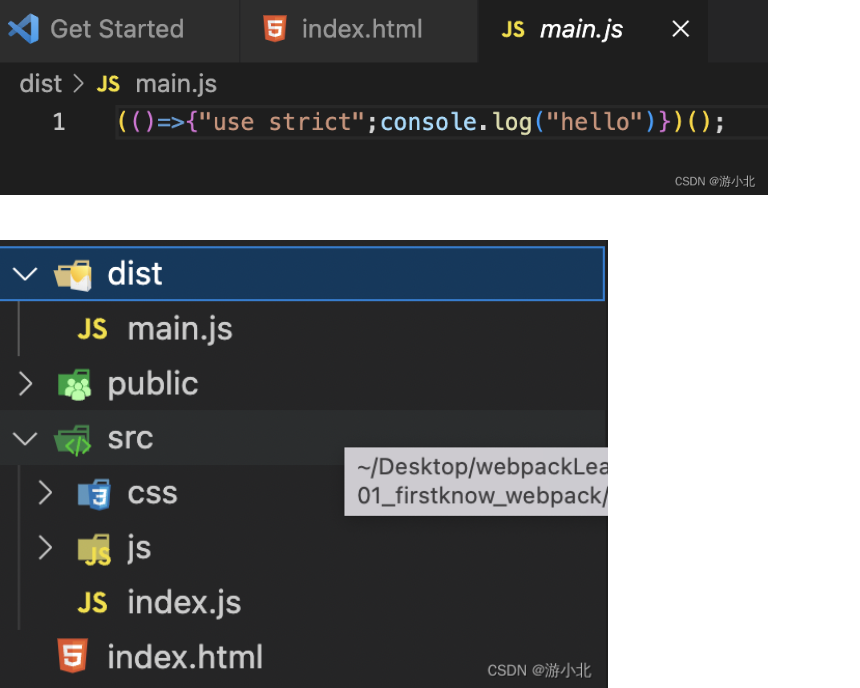 Get Started index.html JS main.js
dist > JS main.js
1 (()=>{"use strict";console.log("hello")})();
CSDN @游小北
dist
JS main.js
public
src
~/Desktop/webpackLea
css
01_firstknow_webpack/
JS js
JS index.js
index.html
CSDN @游小北